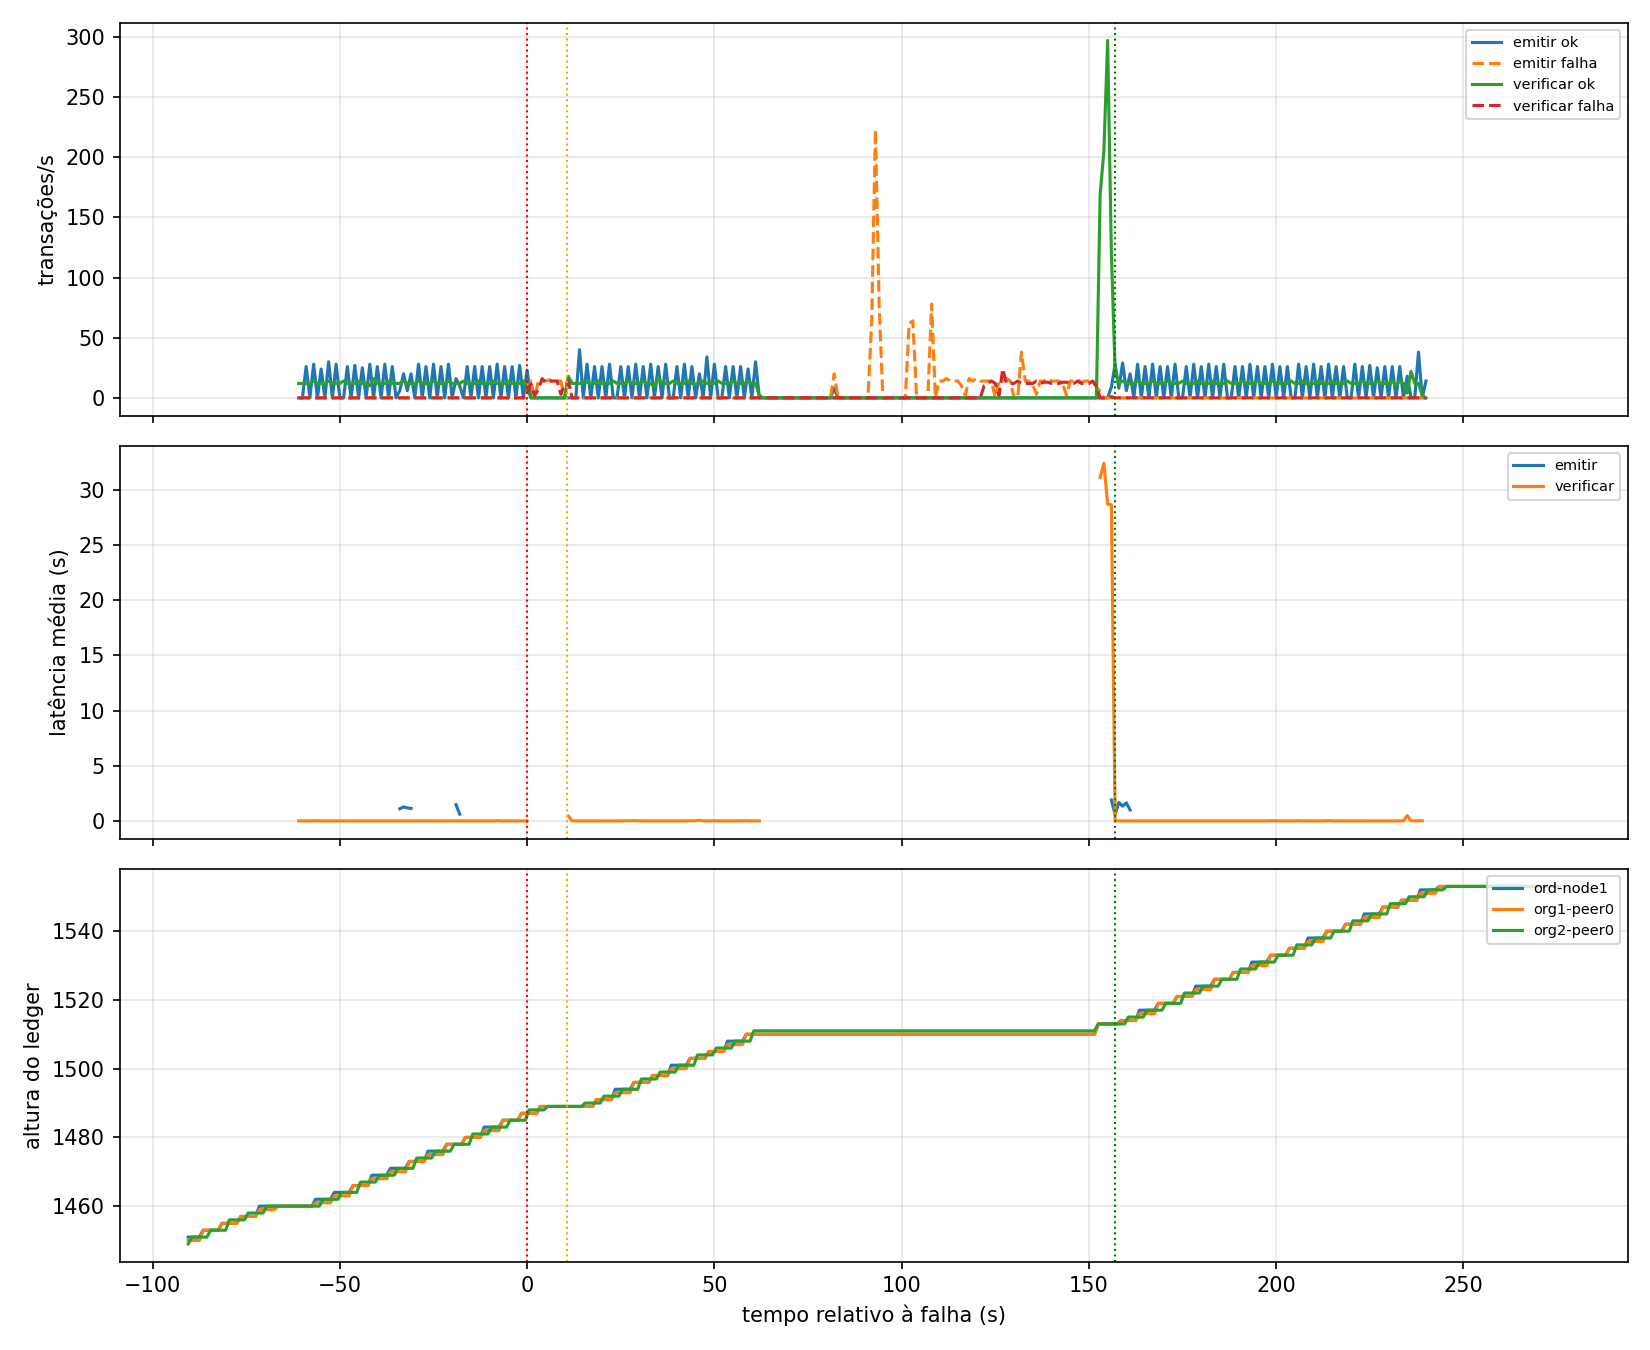 300
250
200
150
100
50
0
transações/s
emitir ok
emitir falha
verificar ok
verificar falha
30
25
20
15
10
5
0
latência média (s)
emitir
verificar
1540
1520
1500
1480
1460
altura do ledger
ord-node1
org1-peer0
org2-peer0
−100 −50 0 50 100 150 200 250
tempo relativo à falha (s)